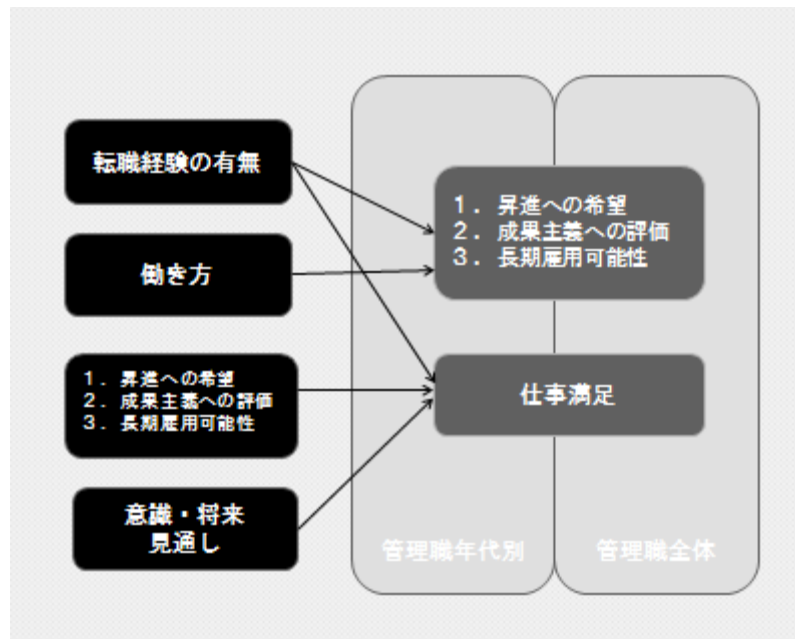 転職経験の有無
働き方
1. 昇進への希望
2. 成果主義への評価
3. 長期雇用可能性
意識・将来
見通し
1. 昇進への希望
2. 成果主義への評価
3. 長期雇用可能性
仕事満足
管理職年代別
管理職全体